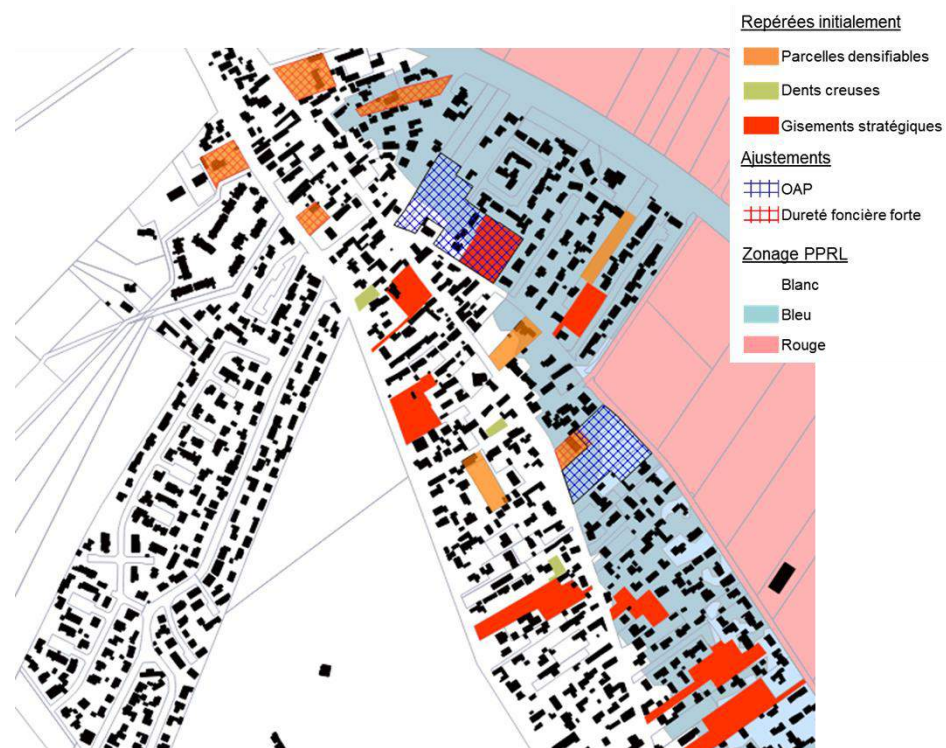 Repérées initialement
Parcelles densifiables
Dents creuses
Gisements stratégiques
Ajustements
OAP
Dureté foncière forte
Zonage PPRL
Blanc
Bleu
Rouge